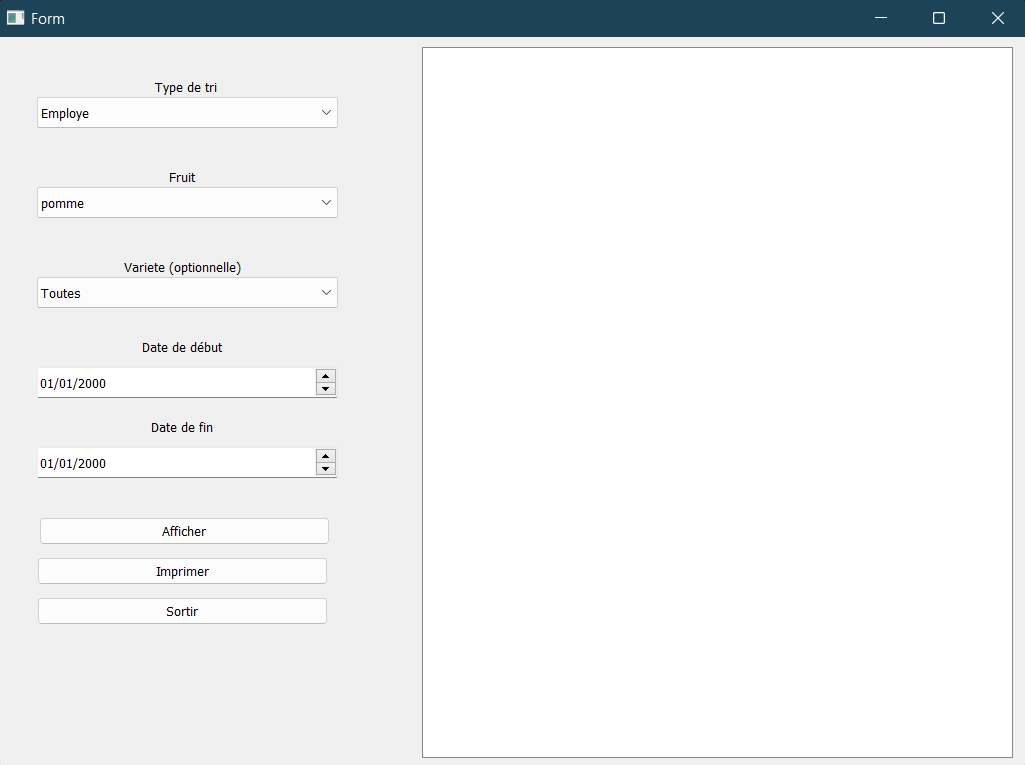 Form
Type de tri
Employe
Fruit
pomme
Variete (optionnelle)
Toutes
Date de début
01/01/2000
Date de fin
01/01/2000
Afficher
Imprimer
Sortir